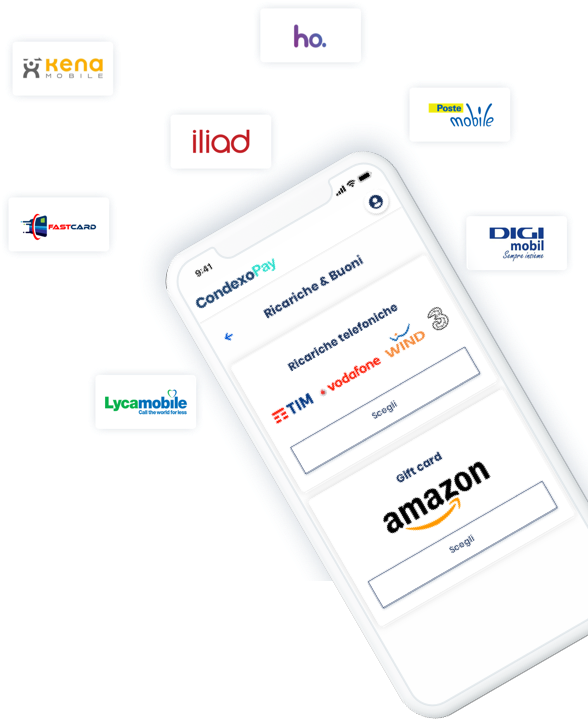 ho.
kena
MOBILE
Poste
mobile
iliad
FASTCARD
DIGI
mobil
Sempre insieme
9:41
CondexoPay
Ricariche & Buoni
Ricariche telefoniche
TIM
vodafone
WIND
3
Scegli
Lycamobile
Call the world for less
Gift card
amazon
Scegli